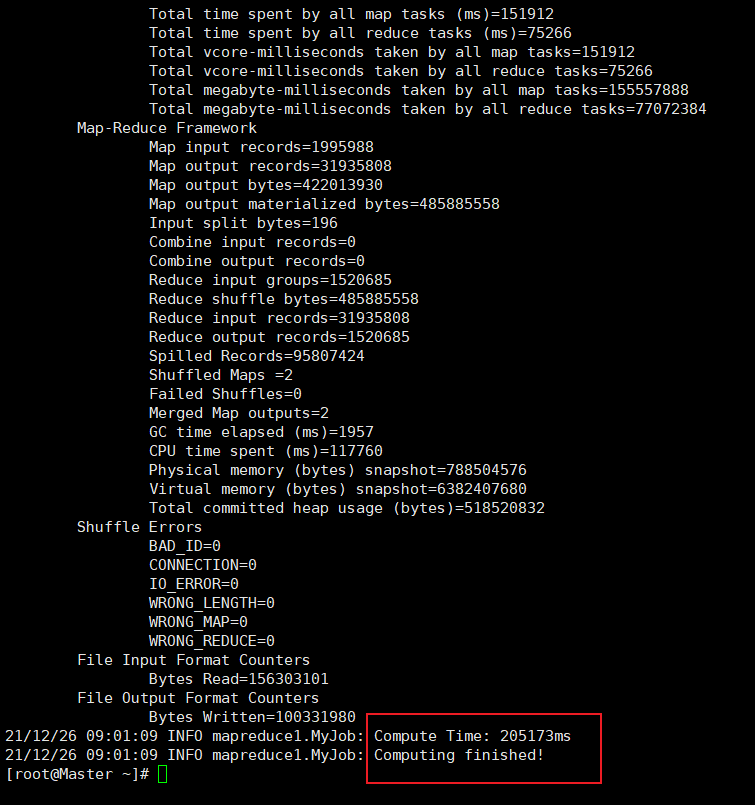 Total time spent by all map tasks (ms)=151912
Total time spent by all reduce tasks (ms)=75266
Total vcore-milliseconds taken by all map tasks=151912
Total vcore-milliseconds taken by all reduce tasks=75266
Total megabyte-milliseconds taken by all map tasks=155557888
Total megabyte-milliseconds taken by all reduce tasks=77072384
Map-Reduce Framework
Map input records=1995988
Map output records=31935808
Map output bytes=422013930
Map output materialized bytes=485885558
Input split bytes=196
Combine input records=0
Combine output records=0
Reduce input groups=1520685
Reduce shuffle bytes=485885558
Reduce input records=31935808
Reduce output records=1520685
Spilled Records=95807424
Shuffled Maps =2
Failed Shuffles=0
Merged Map outputs=2
GC time elapsed (ms)=1957
CPU time spent (ms)=117760
Physical memory (bytes) snapshot=788504576
Virtual memory (bytes) snapshot=6382407680
Total committed heap usage (bytes)=518520832
Shuffle Errors
BAD_ID=0
CONNECTION=0
IO_ERROR=0
WRONG_LENGTH=0
WRONG_MAP=0
WRONG_REDUCE=0
File Input Format Counters
Bytes Read=156303101
File Output Format Counters
Bytes Written=100331980
21/12/26 09:01:09 INFO mapreduce1.MyJob: Compute Time: 205173ms
21/12/26 09:01:09 INFO mapreduce1.MyJob: Computing finished!
[root@Master ~]#